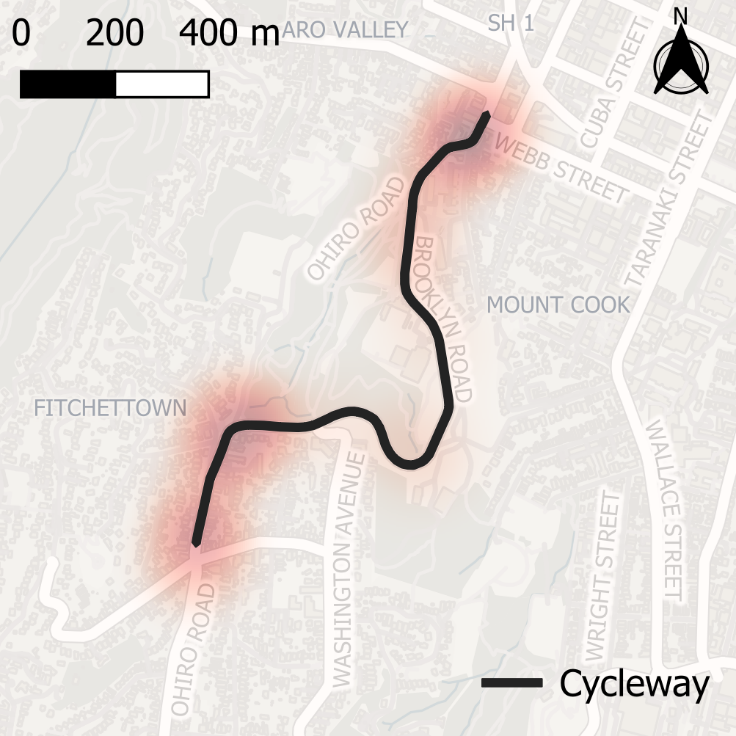 0 200 400 m
ARO VALLEY
SH 1
N
CUBA STREET
WEBB STREET
TARANAKI STREET
OHIRO ROAD
BROOKLYN ROAD
MOUNT COOK
FITCHETTOWN
WALLACE STREET
WASHINGTON AVENUE
WRIGHT STREET
OHIRO ROAD
Cycleway